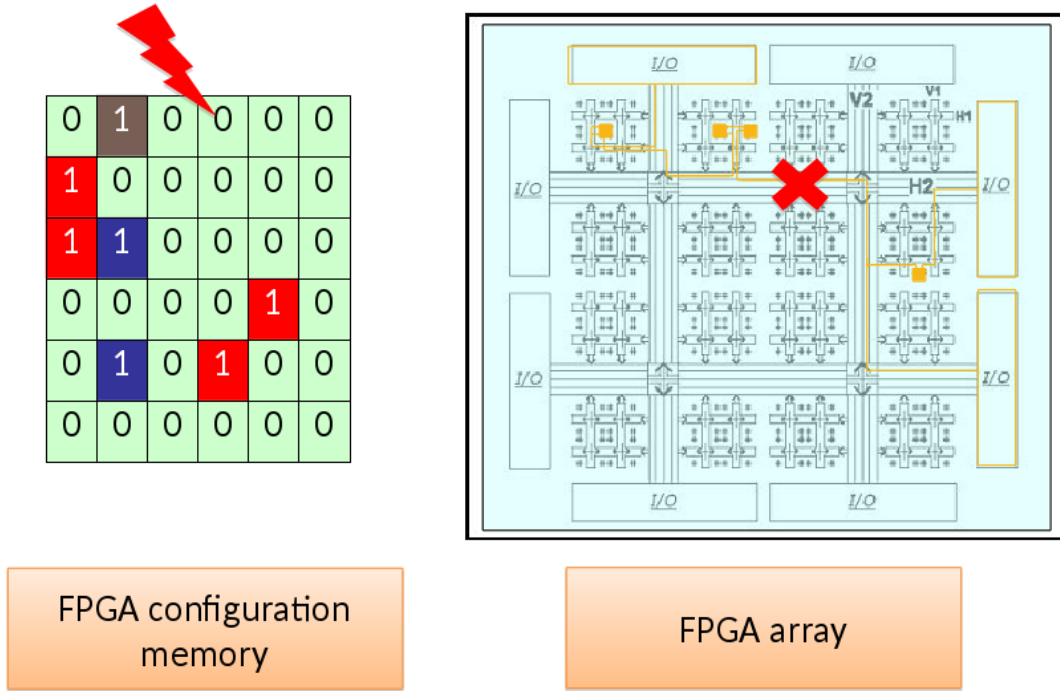 0 1 0 0 0 0
1 0 0 0 0 0
1 1 0 0 0 0
0 0 0 0 1 0
0 1 0 1 0 0
0 0 0 0 0 0
I/O
I/O
V2
V1
H1
I/O
H2
I/O
I/O
I/O
I/O
I/O
FPGA configuration
memory
FPGA array